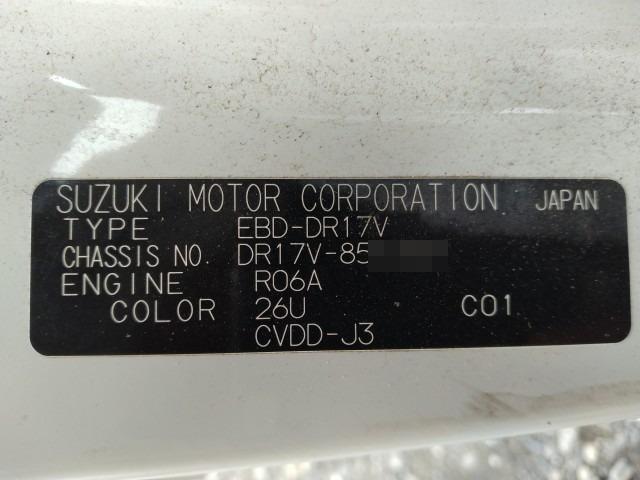 SUZUKI MOTOR CORPORATION JAPAN
TYPE EBD-DR17V
CHASSIS NO. DR17V-85
ENGINE R06A
COLOR 26U C01
CVDD-J3